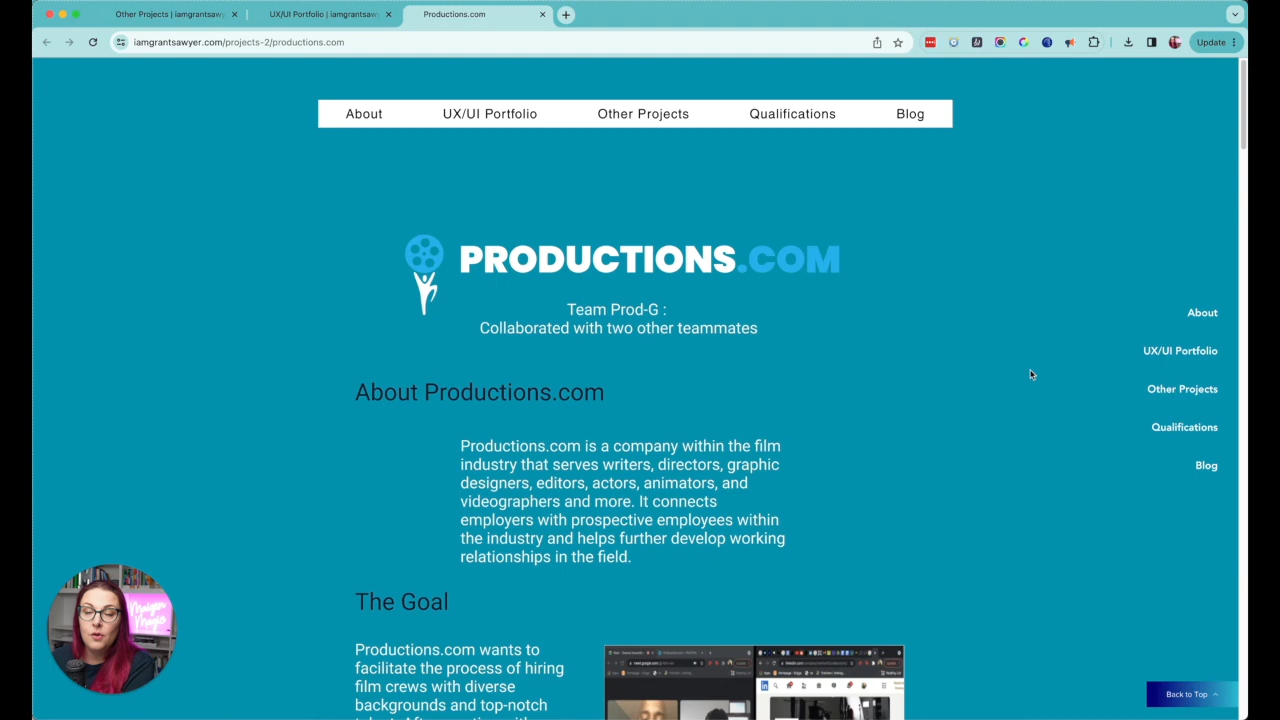 Other Projects | iamgrantsawy
UX/UI Portfolio | iamgrantsaw
Productions.com
iamgrantsawyer.com/projects-2/productions.com
Update
About
UX/UI Portfolio
Other Projects
Qualifications
Blog
PRODUCTIONS.COM
Team Prod-G :
Collaborated with two other teammates
About
UX/UI Portfolio
Other Projects
Qualifications
Blog
About Productions.com
Productions.com is a company within the film
industry that serves writers, directors, graphic
designers, editors, actors, animators, and
videographers and more. It connects
employers with prospective employees within
the industry and helps further develop working
relationships in the field.
The Goal
Productions.com wants to
facilitate the process of hiring
film crews with diverse
backgrounds and top-notch
Back to Top